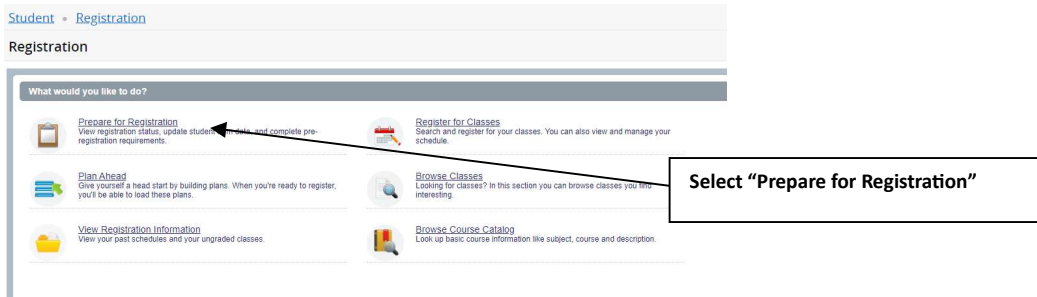 Student • Registration
Registration
What would you like to do?
Prepare for Registration
View registration status, update student term data, and complete pre-
registration requirements.
Register for Classes
Search and register for your classes. You can also view and manage your
schedule.
Plan Ahead
Give yourself a head start by building plans. When you're ready to register,
you'll be able to load these plans.
Browse Classes
Looking for classes? In this section you can browse classes you find
interesting.
Select “Prepare for Registration”
View Registration Information
View your past schedules and your ungraded classes.
Browse Course Catalog
Look up basic course information like subject, course and description.